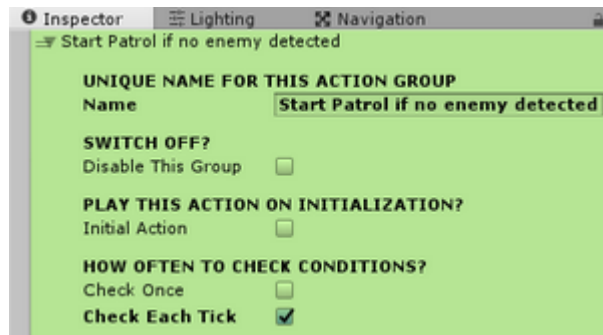 Inspector Lighting Navigation
Start Patrol if no enemy detected
UNIQUE NAME FOR THIS ACTION GROUP
Name Start Patrol if no enemy detected
SWITCH OFF?
Disable This Group
PLAY THIS ACTION ON INITIALIZATION?
Initial Action
HOW OFTEN TO CHECK CONDITIONS?
Check Once
Check Each Tick